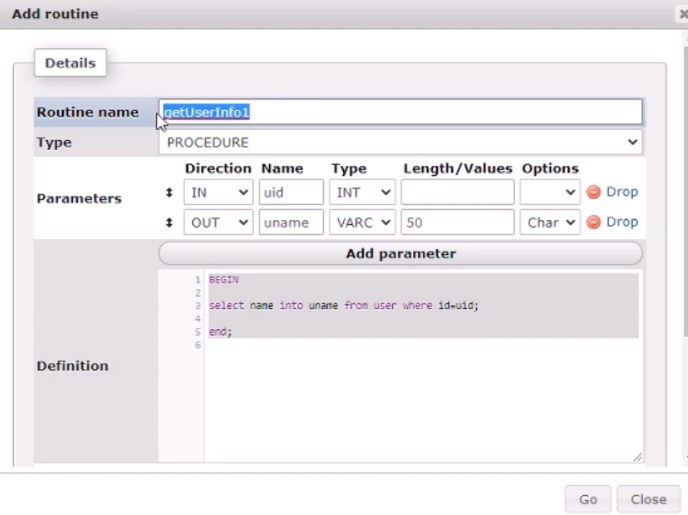 Add routine
Details
Routine name getUserInfo1
Type PROCEDURE
Direction Name Type Length/Values Options
Parameters
IN uid INT Drop
OUT uname VARC 50 Char Drop
Add parameter
Definition
1 BEGIN
2
3 select name into uname from user where id=uid;
4
5 end;
6
Go Close